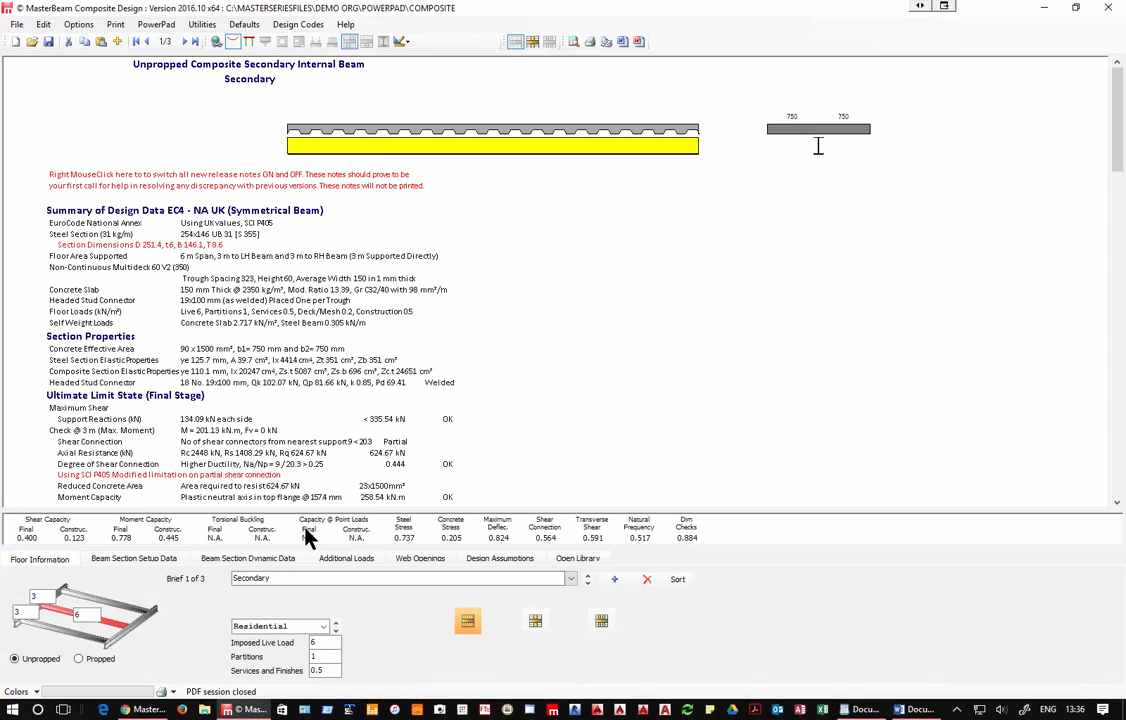 © MasterBeam Composite Design : Version 2016.10 x64 : C:\MASTERSERIESFILES\DEMO ORG\POWERPAD\COMPOSITE
File Options Print PowerPad Utilities Defaults Design Codes Help
1/3
Unpropped Composite Secondary Internal Beam
Secondary
750 750
Right Mouse Click here to to switch all new release notes ON and OFF. These notes should prove to be
your first call for help in resolving any discrepancy with previous versions. These notes will not be printed.
Summary of Design Data EC4 - NA UK (Symmetrical Beam)
EuroCode National Annex Using UK values, SCI P405
Steel Section (31 kg/m) 254x146 UB 31 [S 355]
Section Dimensions D 251.4, t 6, B 146.1, T 8.6
Floor Area Supported 6 m Span, 3 m to LH Beam and 3 m to RH Beam (3 m Supported Directly)
Non-Continuous Multideck 60 V2 (350)
Trough Spacing 323, Height 60, Average Width 150 in 1 mm thick
Concrete Slab 150 mm Thick @ 2350 kg/m³, Mod. Ratio 13.39, Gr C32/40 with 98 mm²/m
Headed Stud Connector 19x100 mm (as welded) Placed One per Trough
Floor Loads (kN/m²) Live 6, Partitions 1, Services 0.5, Deck/Mesh 0.2, Construction 0.5
Self Weight Loads Concrete Slab 2.717 kN/m², Steel Beam 0.305 kN/m
Section Properties
Concrete Effective Area 90 x 1500 mm², b1= 750 mm and b2= 750 mm
Steel Section Elastic Properties ye 125.7 mm, A 39.7 cm², Ix 4414 cm4, Zt 351 cm³, Zb 351 cm³
Composite Section Elastic Properties ye 110.1 mm, Ix 20247 cm4, Zs.t 5087 cm³, Zs.b 696 cm³, Zc.t 24651 cm³
Headed Stud Connector 18 No. 19x100 mm, Qk 102.07 kN, Qp 81.66 kN, k 0.85, Pd 69.41 Welded
Ultimate Limit State (Final Stage)
Maximum Shear
Support Reactions (kN) 134.09 kN each side < 335.54 kN OK
Check @ 3 m (Max. Moment) M = 201.13 kN.m, Fv = 0 kN
Shear Connection No of shear connectors from nearest support 9 < 20.3 Partial
Axial Resistance (kN) Rc 2448 kN, Rs 1408.29 kN, Rq 624.67 kN 624.67 kN
Degree of Shear Connection Higher Ductility, Na/Np= 9 / 20.3 > 0.25 0.444 OK
Using SCI P405 Modified limitation on partial shear connection
Reduced Concrete Area Area required to resist 624.67 kN 23x1500mm²
Moment Capacity Plastic neutral axis in top flange @ 157.4 mm 258.54 kN.m OK
Shear Capacity Moment Capacity Torsional Buckling Capacity @ Point Loads Steel Stress Concrete Stress Maximum Deflec. Shear Connection Transverse Shear Natural Frequency Dim Checks
Final Construc. Final Construc. Final Construc. Final Construc.
0.400 0.123 0.778 0.445 N.A. N.A. N.A. 0.737 0.205 0.824 0.564 0.591 0.517 0.884
Floor Information Beam Section Setup Data Beam Section Dynamic Data Additional Loads Web Openings Design Assumptions Open Library
Brief 1 of 3 Secondary Sort
3
3 6
Residential
Imposed Live Load 6
Partitions 1
Unpropped Propped
Services and Finishes 0.5
Colors PDF session closed
Master... © Mas... Docu... Docu... ENG 13:36